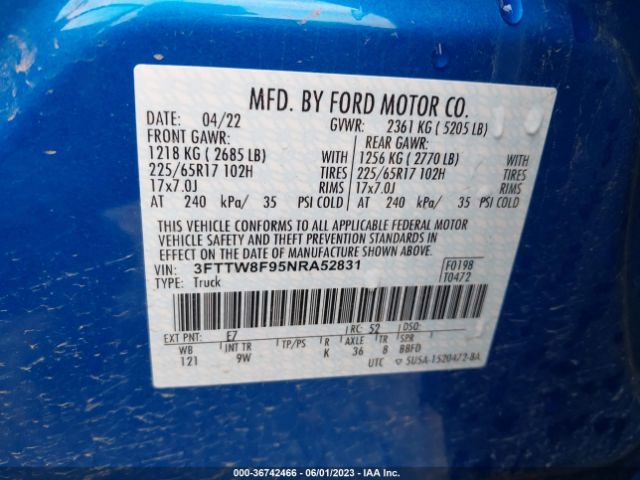 MFD. BY FORD MOTOR CO.
DATE: 04/22 GVWR: 2361 KG ( 5205 LB)
FRONT GAWR: REAR GAWR:
1218 KG ( 2685 LB) WITH 1256 KG ( 2770 LB) WITH
225/65R17 102H TIRES 225/65R17 102H TIRES
17x7.0J RIMS 17x7.0J RIMS
AT 240 kPa/ 35 PSI COLD AT 240 kPa/ 35 PSI COLD
THIS VEHICLE CONFORMS TO ALL APPLICABLE FEDERAL MOTOR
VEHICLE SAFETY AND THEFT PREVENTION STANDARDS IN
EFFECT ON THE DATE OF MANUFACTURE SHOWN ABOVE.
VIN: 3FTTW8F95NRA52831 F0198
TYPE: Truck T0472
EXT PNT: E7 RC: 52 DSO:
WB INT TR TP/PS R AXLE TR SPR
121 9W K 36 8 BBFD
UTC 5U5A-1520472-BA
© - 36742466 - 06/01/2023 - IAA Inc.